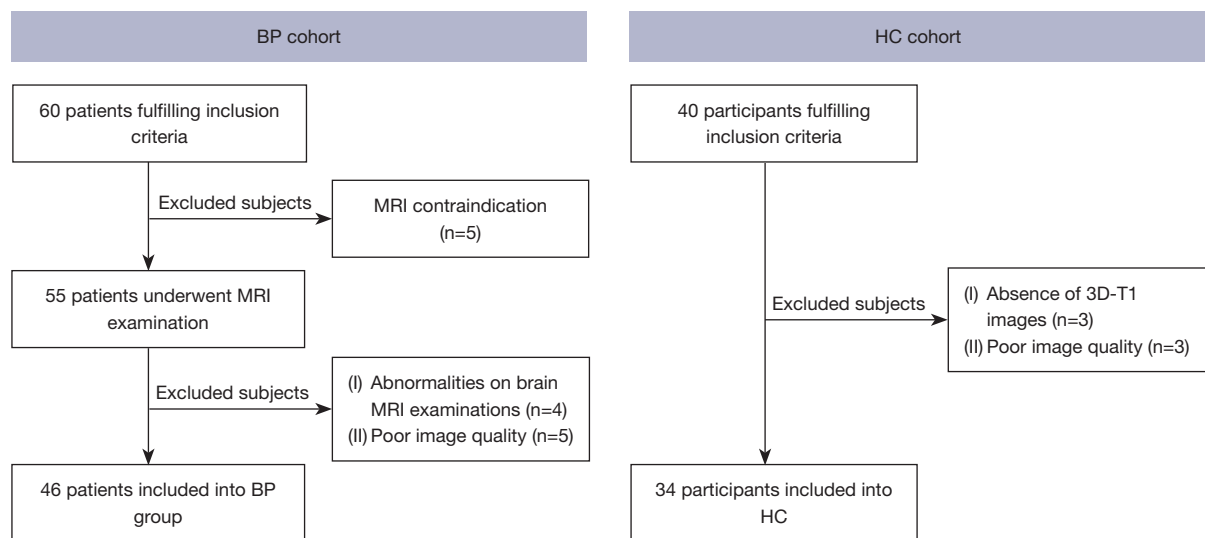 BP cohort
60 patients fulfilling inclusion
criteria
Excluded subjects
MRI contraindication
(n=5)
55 patients underwent MRI
examination
Excluded subjects
(I) Abnormalities on brain
MRI examinations (n=4)
(II) Poor image quality (n=5)
46 patients included into BP
group
HC cohort
40 participants fulfilling
inclusion criteria
Excluded subjects
(I) Absence of 3D-T1
images (n=3)
(II) Poor image quality (n=3)
34 participants included into
HC